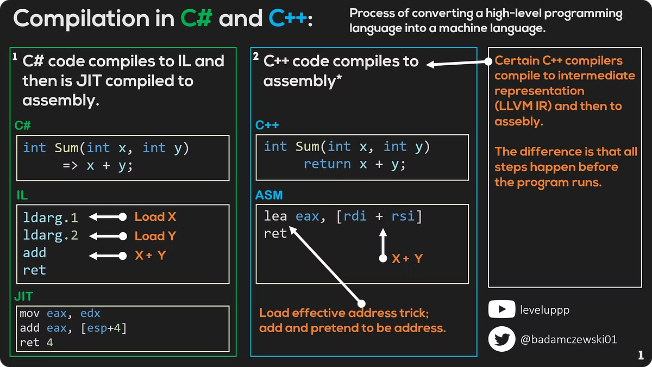 Compilation in C# and C++:
Process of converting a high-level programming
language into a machine language.
1 C# code compiles to IL and
then is JIT compiled to
assembly.
C#
int Sum(int x, int y)
=> x + y;
IL
ldarg.1
Load X
ldarg.2
Load Y
add
X + Y
ret
JIT
mov eax, edx
add eax, [esp+4]
ret 4
2 C++ code compiles to
assembly*
C++
int Sum(int x, int y)
return x + y;
ASM
lea eax, [rdi + rsi]
ret
X + Y
Load effective address trick;
add and pretend to be address.
Certain C++ compilers
compile to intermediate
representation
(LLVM IR) and then to
assebly.
The difference is that all
steps happen before
the program runs.
leveluppp
@badamczewski01
1